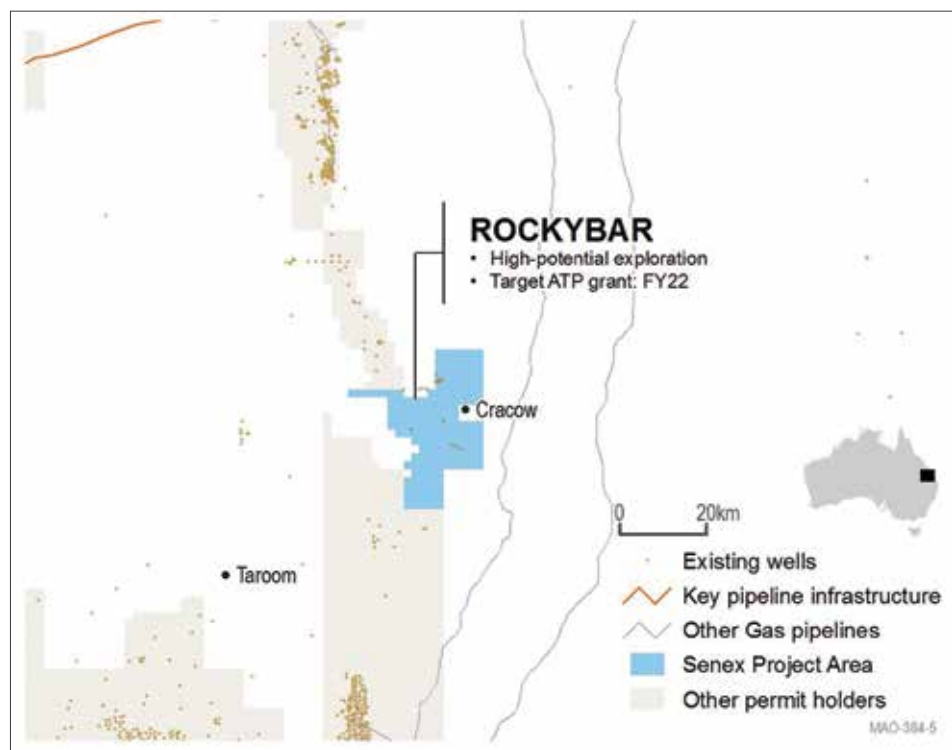 ROCKYBAR
• High-potential exploration
• Target ATP grant: FY22
Cracow
Taroom
0 20km
Existing wells
Key pipeline infrastructure
Other Gas pipelines
Senex Project Area
Other permit holders
MAO-384-5